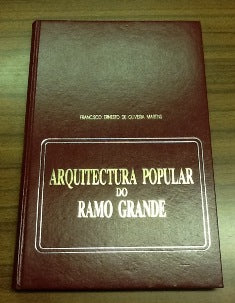 FRANCISCO ERNESTO DE OLIVEIRA MARTINS
ARQUITECTURA POPULAR
DO
RAMO GRANDE